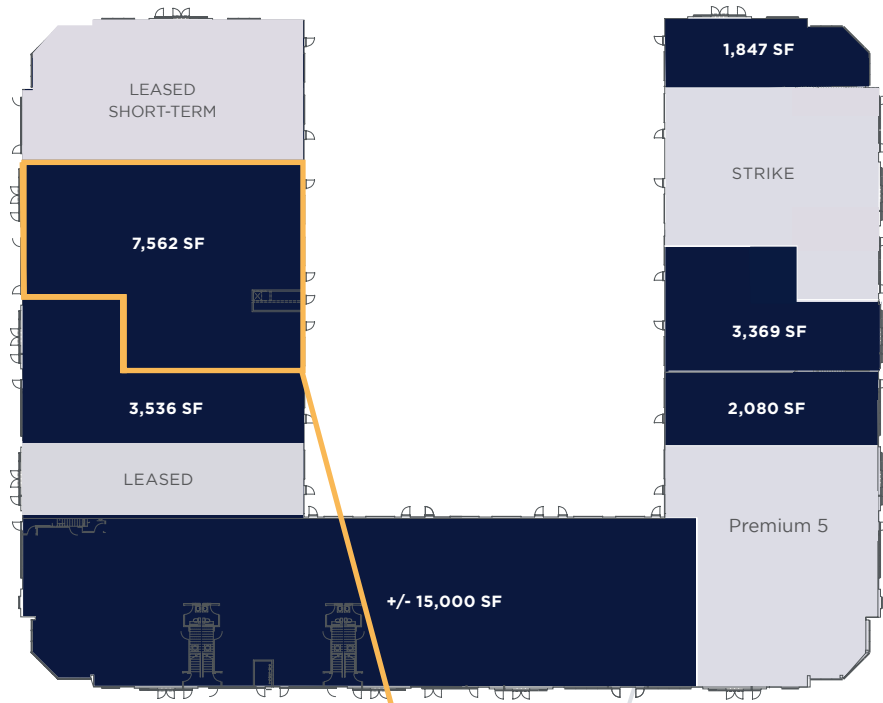 1,847 SF
LEASED
SHORT-TERM
STRIKE
7,562 SF
3,369 SF
3,536 SF
2,080 SF
LEASED
Premium 5
+/- 15,000 SF